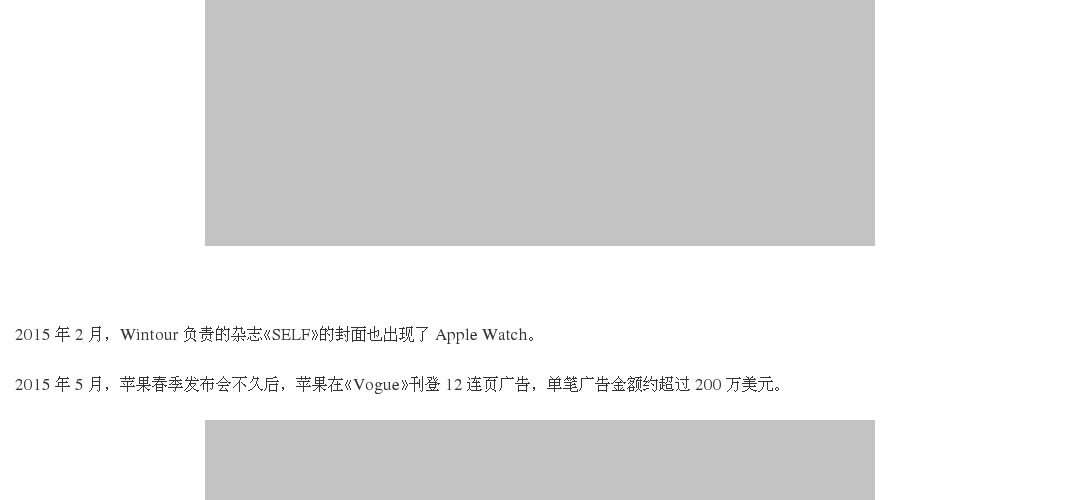 2015 年 2 月，Wintour 负责的杂志《SELF》的封面也出现了 Apple Watch。
2015 年 5 月，苹果春季发布会不久后，苹果在《Vogue》刊登 12 连页广告，单笔广告金额约超过 200 万美元。